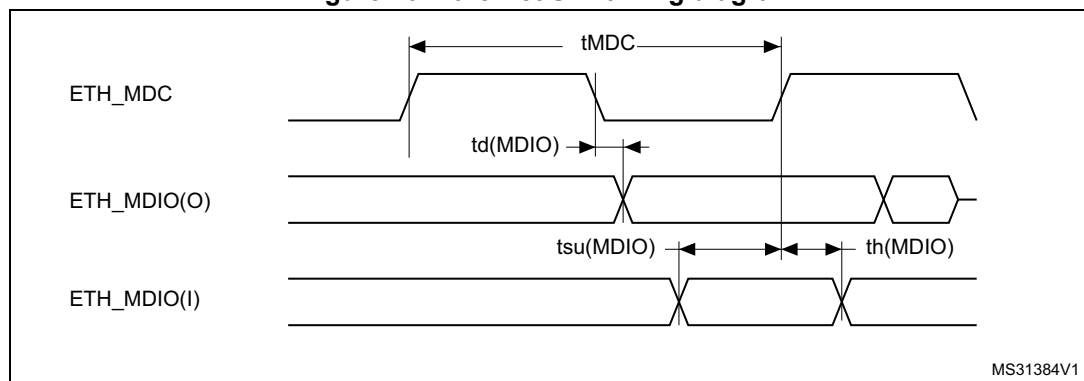 tMDC
ETH_MDC
td(MDIO)
ETH_MDIO(O)
tsu(MDIO)
th(MDIO)
ETH_MDIO(I)
MS31384V1